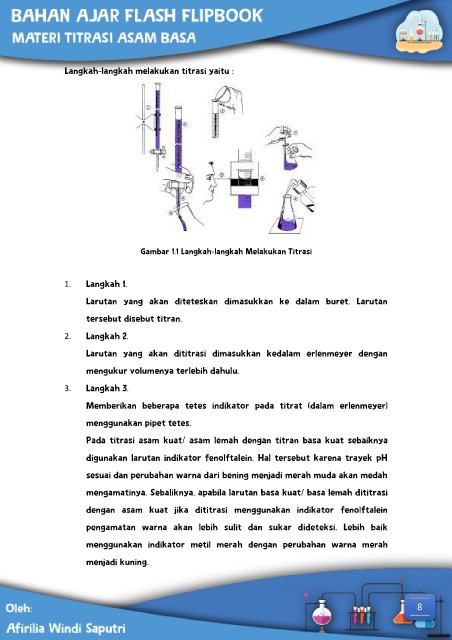 BAHAN AJAR FLASH FLIPBOOK
MATERI TITRASI ASAM BASA
Langkah-langkah melakukan titrasi yaitu :
Gambar 1.1 Langkah-langkah Melakukan Titrasi
1. Langkah 1.
Larutan yang akan diteteskan dimasukkan ke dalam buret. Larutan
tersebut disebut titran.
2. Langkah 2.
Larutan yang akan dititrasi dimasukkan kedalam erlenmeyer dengan
mengukur volumenya terlebih dahulu.
3. Langkah 3.
Memberikan beberapa tetes indikator pada titrat (dalam erlenmeyer)
menggunakan pipet tetes.
Pada titrasi asam kuat/ asam lemah dengan titran basa kuat sebaiknya
digunakan larutan indikator fenolftalein. Hal tersebut karena trayek pH
sesuai dan perubahan warna dari bening menjadi merah muda akan medah
mengamatinya. Sebaliknya, apabila larutan basa kuat/ basa lemah dititrasi
dengan asam kuat jika dititrasi menggunakan indikator fenolftalein
pengamatan warna akan lebih sulit dan sukar dideteksi. Lebih baik
menggunakan indikator metil merah dengan perubahan warna merah
menjadi kuning.
8
Oleh:
Afirilia Windi Saputri